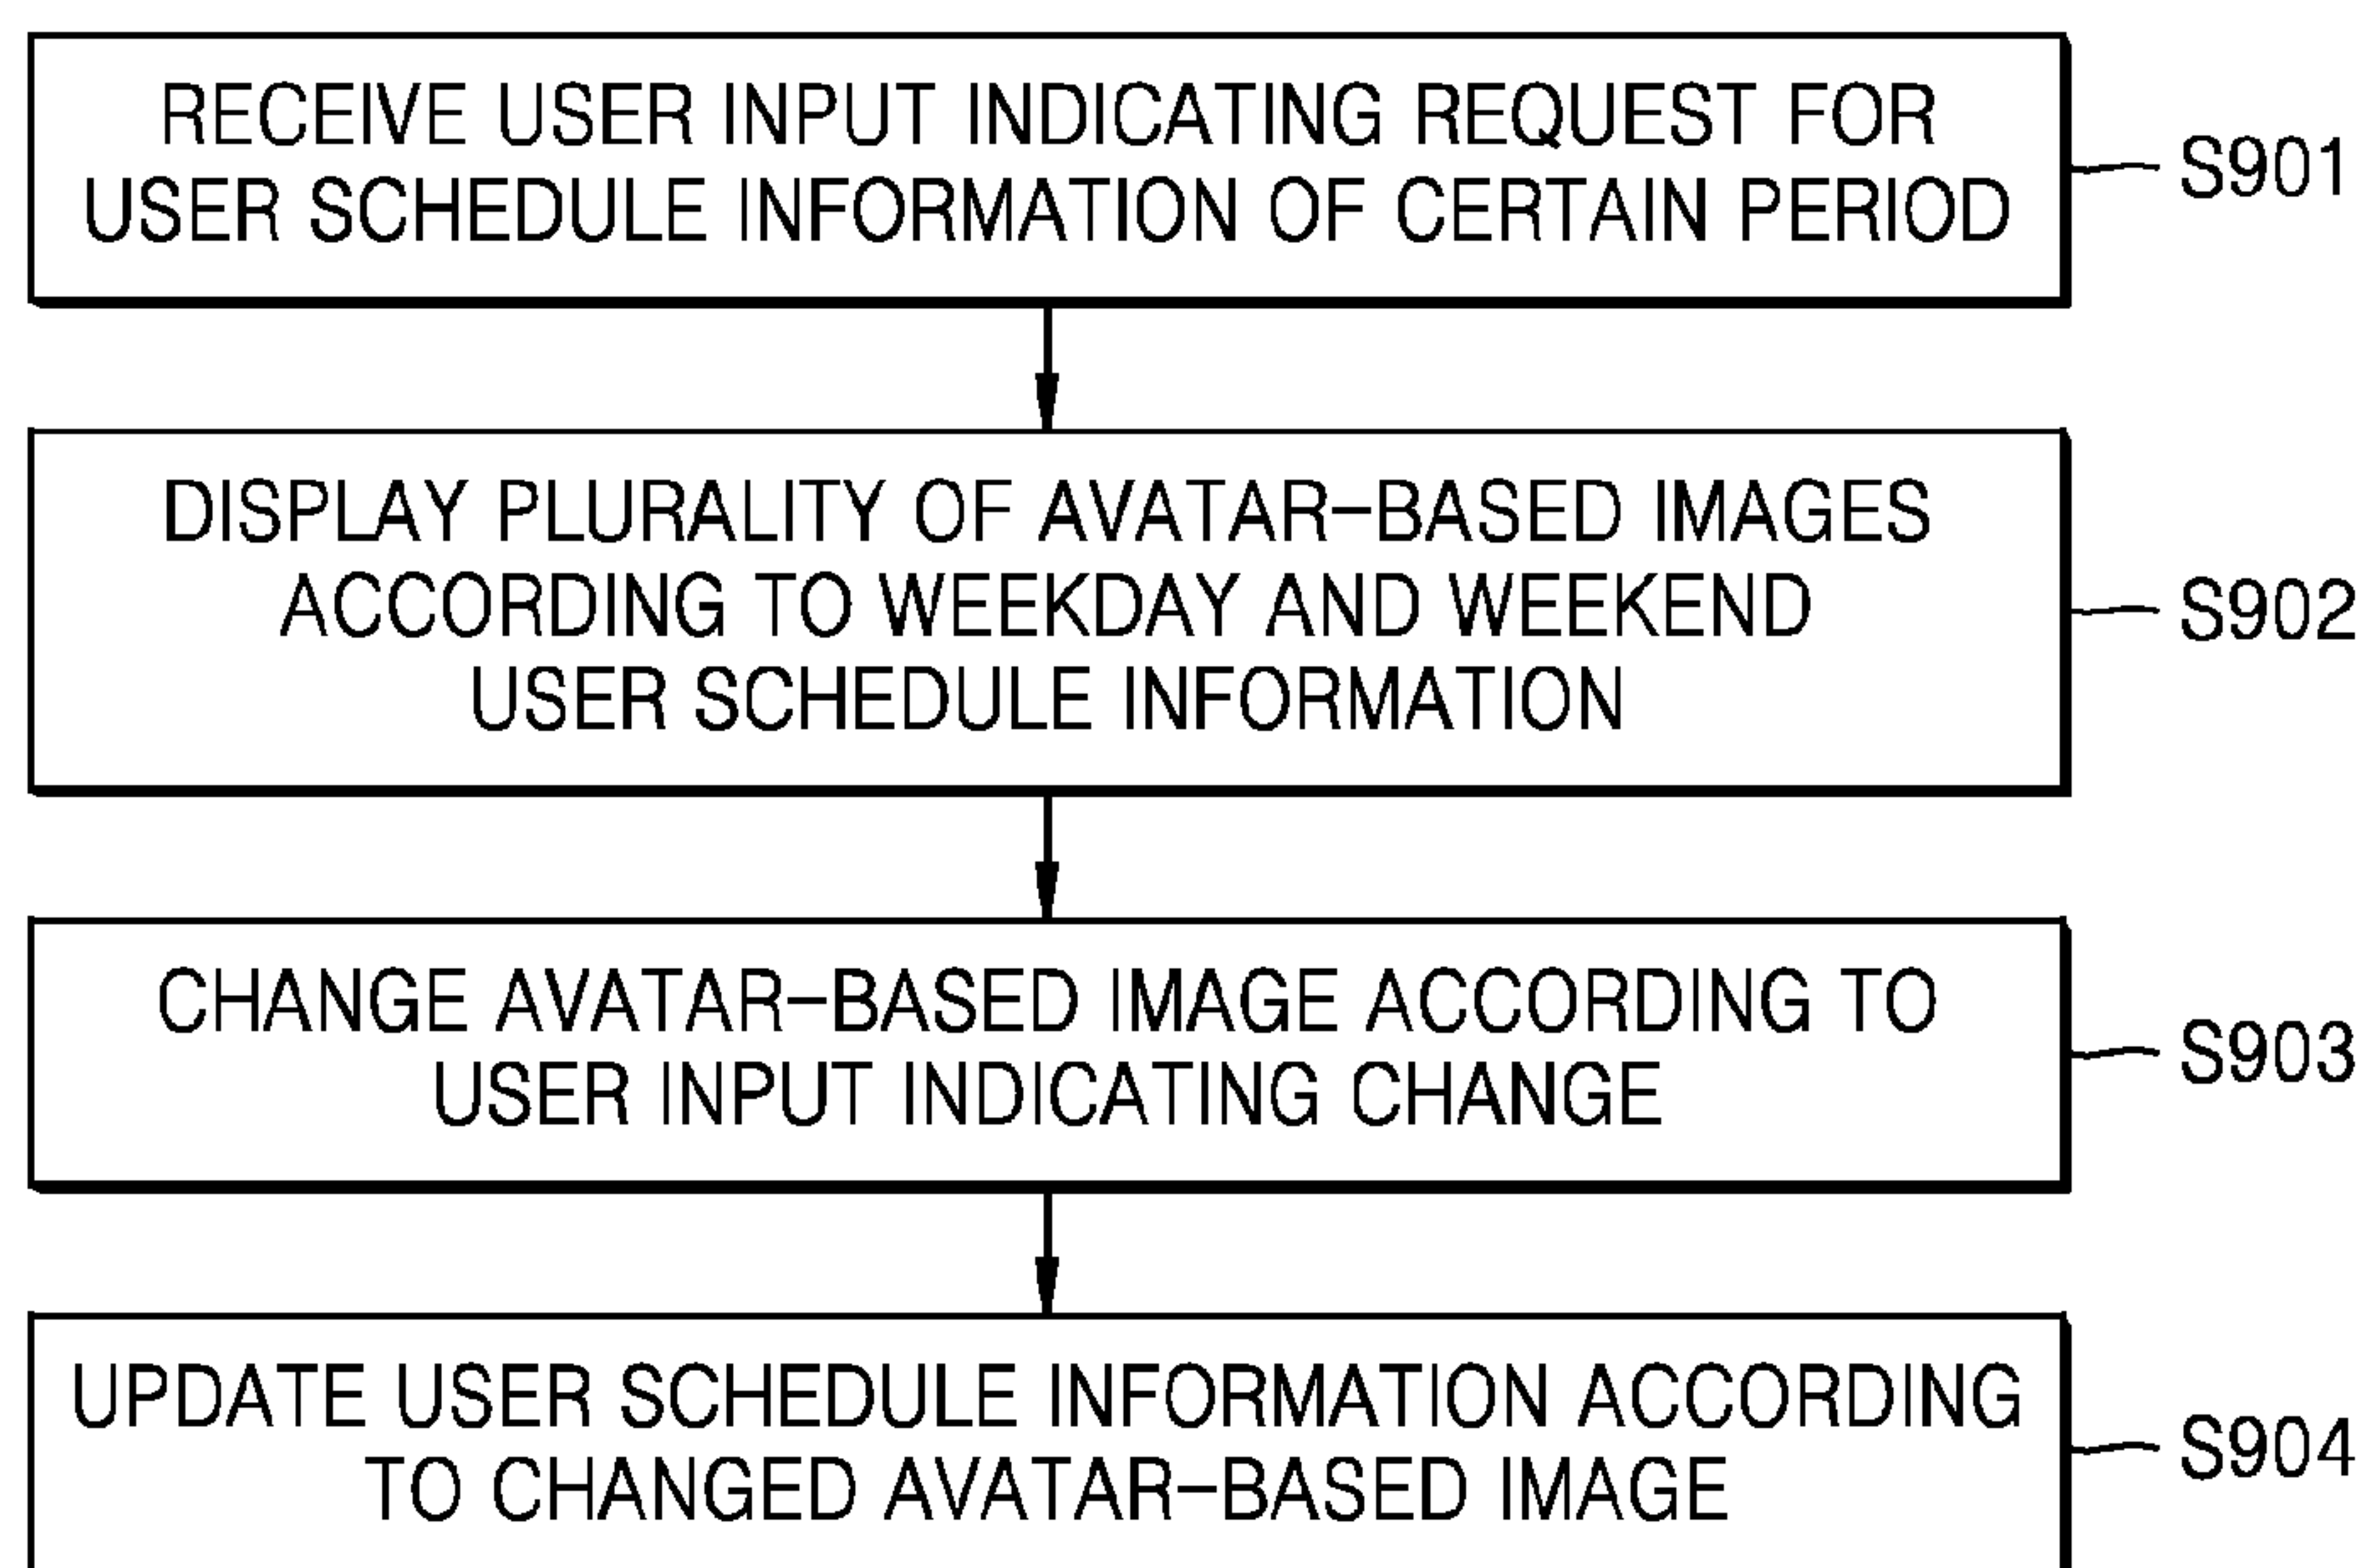 RECEIVE USER INPUT INDICATING REQUEST FOR
USER SCHEDULE INFORMATION OF CERTAIN PERIOD
S901
DISPLAY PLURALITY OF AVATAR-BASED IMAGES
ACCORDING TO WEEKDAY AND WEEKEND
USER SCHEDULE INFORMATION
S902
CHANGE AVATAR-BASED IMAGE ACCORDING TO
USER INPUT INDICATING CHANGE
S903
UPDATE USER SCHEDULE INFORMATION ACCORDING
TO CHANGED AVATAR-BASED IMAGE
S904